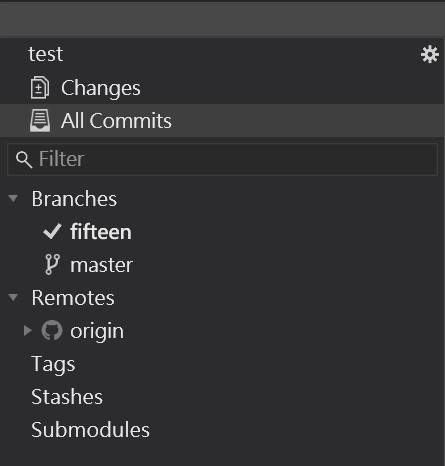 test
Changes
All Commits
Filter
Branches
fifteen
master
Remotes
origin
Tags
Stashes
Submodules